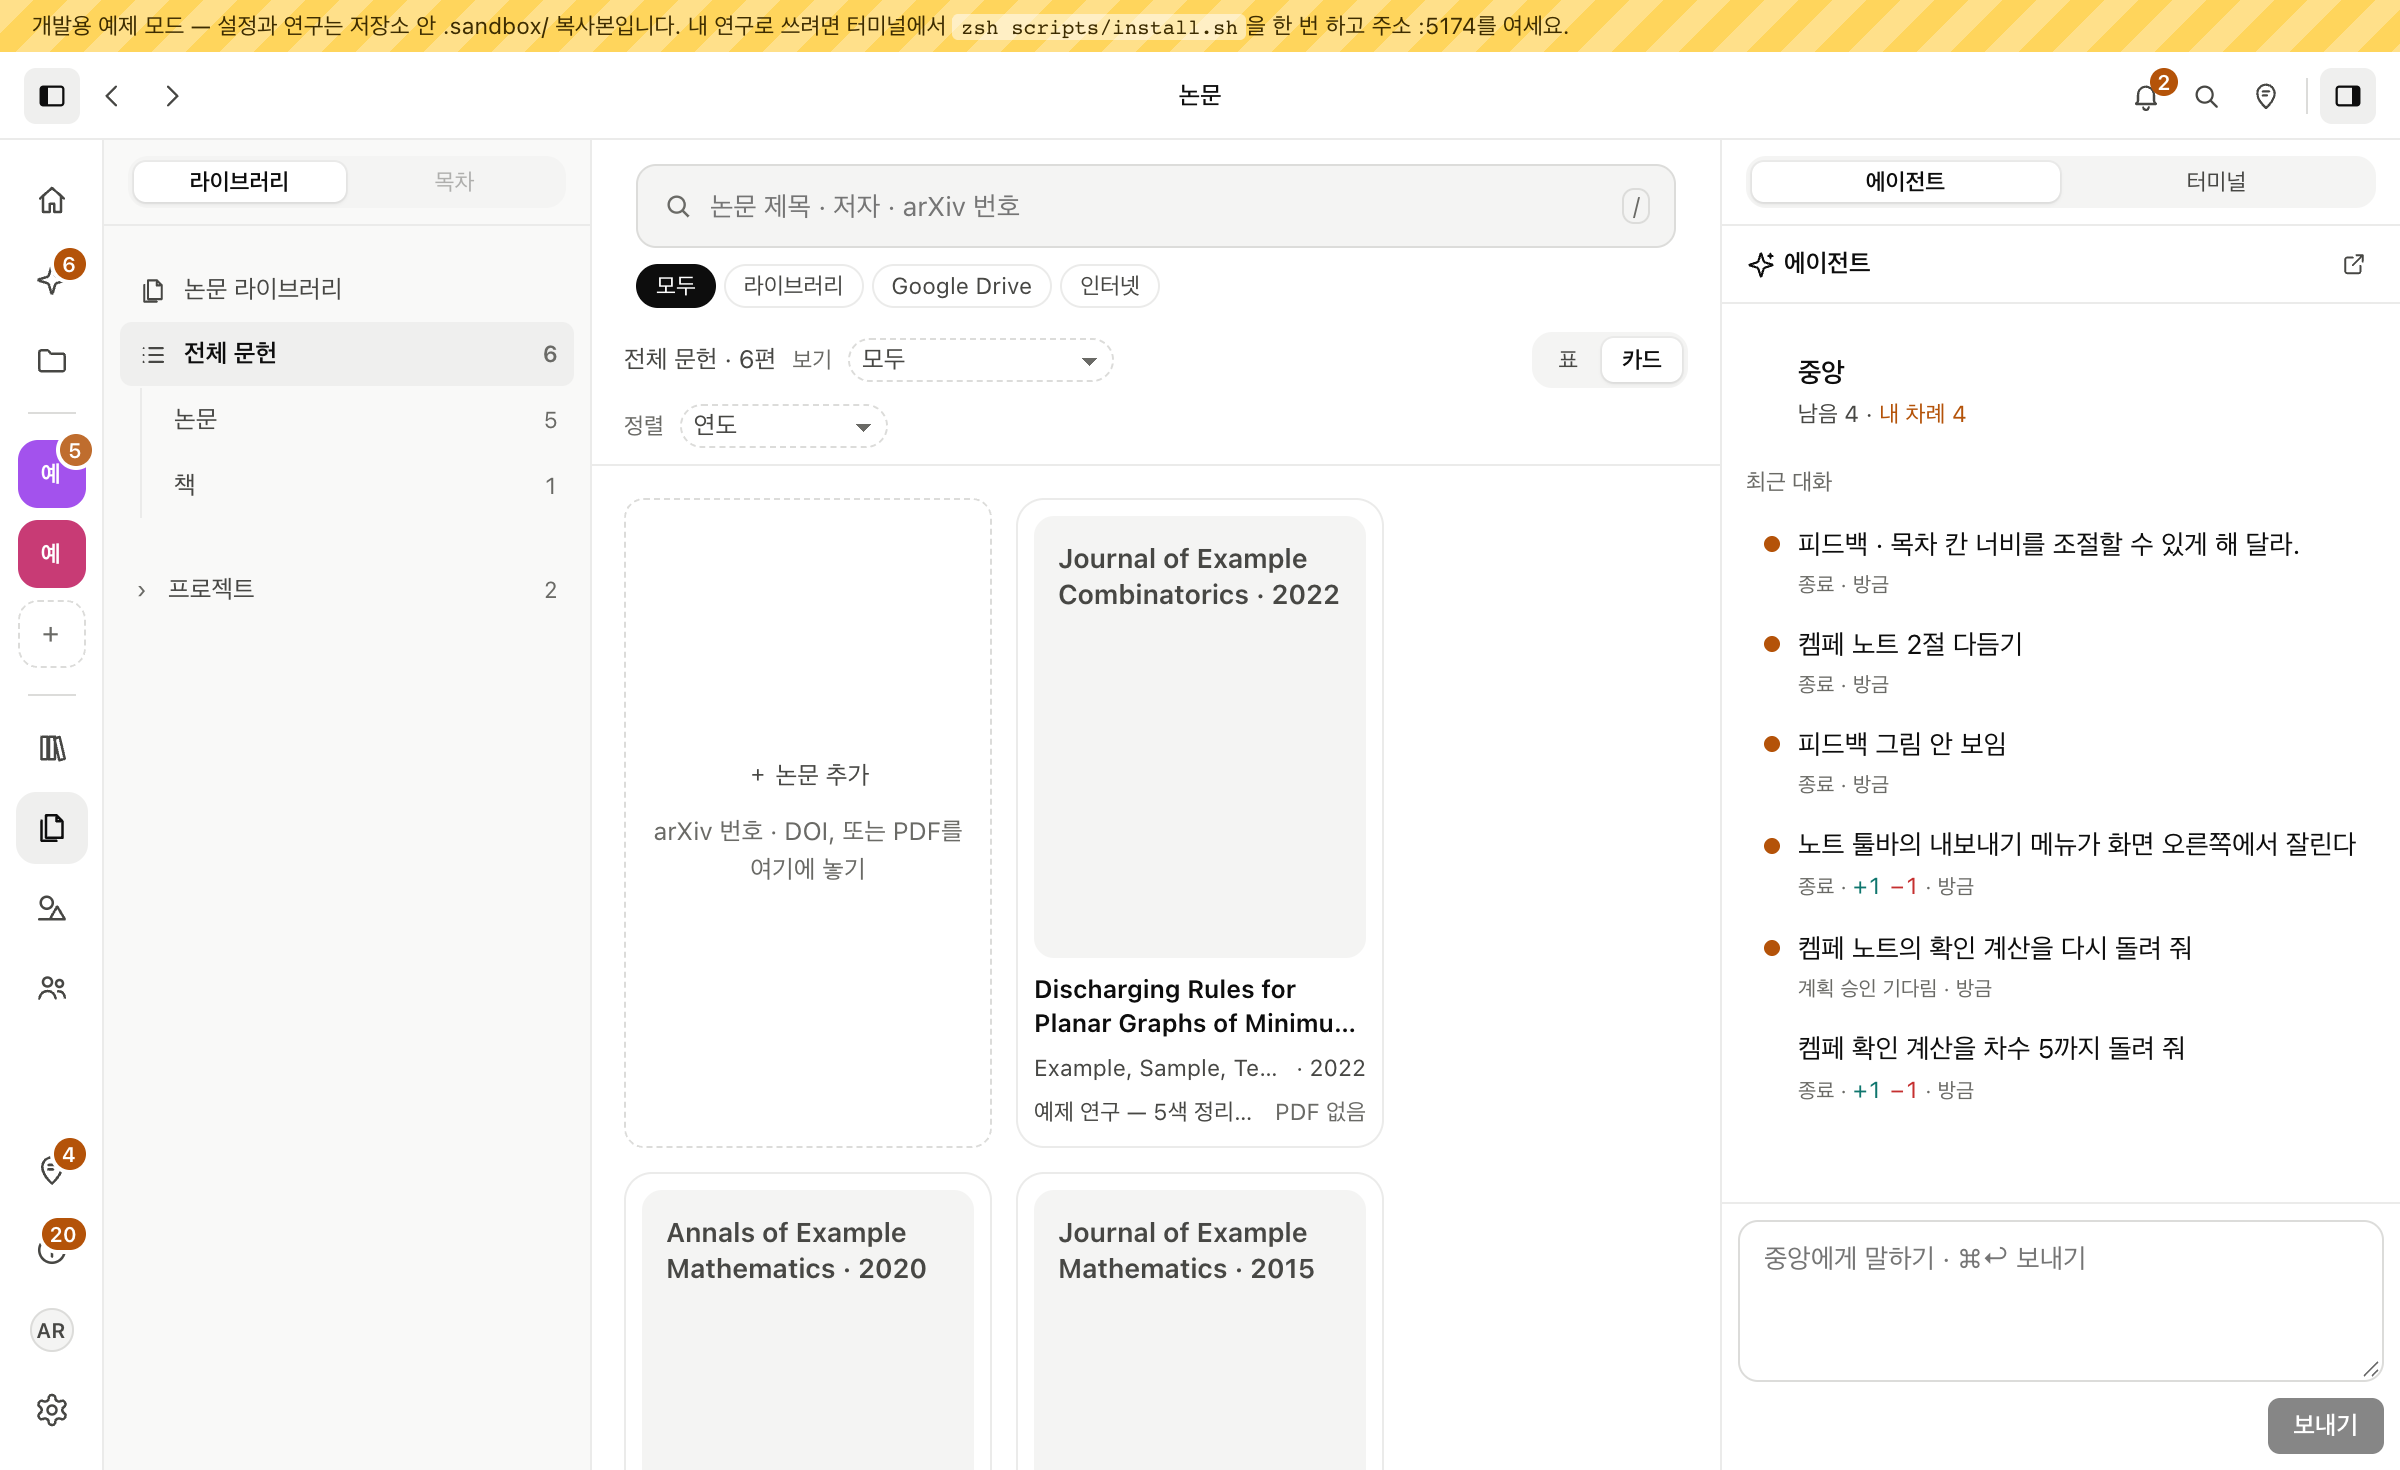 개발용 예제 모드 — 설정과 연구는 저장소 안 .sandbox/ 복사본입니다. 내 연구로 쓰려면 터미널에서 zsh scripts/install.sh을 한 번 하고 주소 :5174를 여세요.
논문
2
라이브러리
목차
6
5
예
예
+
4
20
AR
논문 라이브러리
전체 문헌 6
논문 5
책 1
› 프로젝트 2
논문 제목 · 저자 · arXiv 번호 /
모두
라이브러리
Google Drive
인터넷
전체 문헌 · 6편 보기 모두
표
카드
정렬 연도
+ 논문 추가
arXiv 번호 · DOI, 또는 PDF를
여기에 놓기
Journal of Example
Combinatorics · 2022
Discharging Rules for
Planar Graphs of Minimu...
Example, Sample, Te... · 2022
예제 연구 — 5색 정리... PDF 없음
Annals of Example
Mathematics · 2020
Journal of Example
Mathematics · 2015
에이전트
터미널
에이전트
중앙
남음 4 · 내 차례 4
최근 대화
피드백 · 목차 칸 너비를 조절할 수 있게 해 달라.
종료 · 방금
켐페 노트 2절 다듬기
종료 · 방금
피드백 그림 안 보임
종료 · 방금
노트 툴바의 내보내기 메뉴가 화면 오른쪽에서 잘린다
종료 · +1 −1 · 방금
켐페 노트의 확인 계산을 다시 돌려 줘
계획 승인 기다림 · 방금
켐페 확인 계산을 차수 5까지 돌려 줘
종료 · +1 −1 · 방금
중앙에게 말하기 · ⌘↩ 보내기
보내기